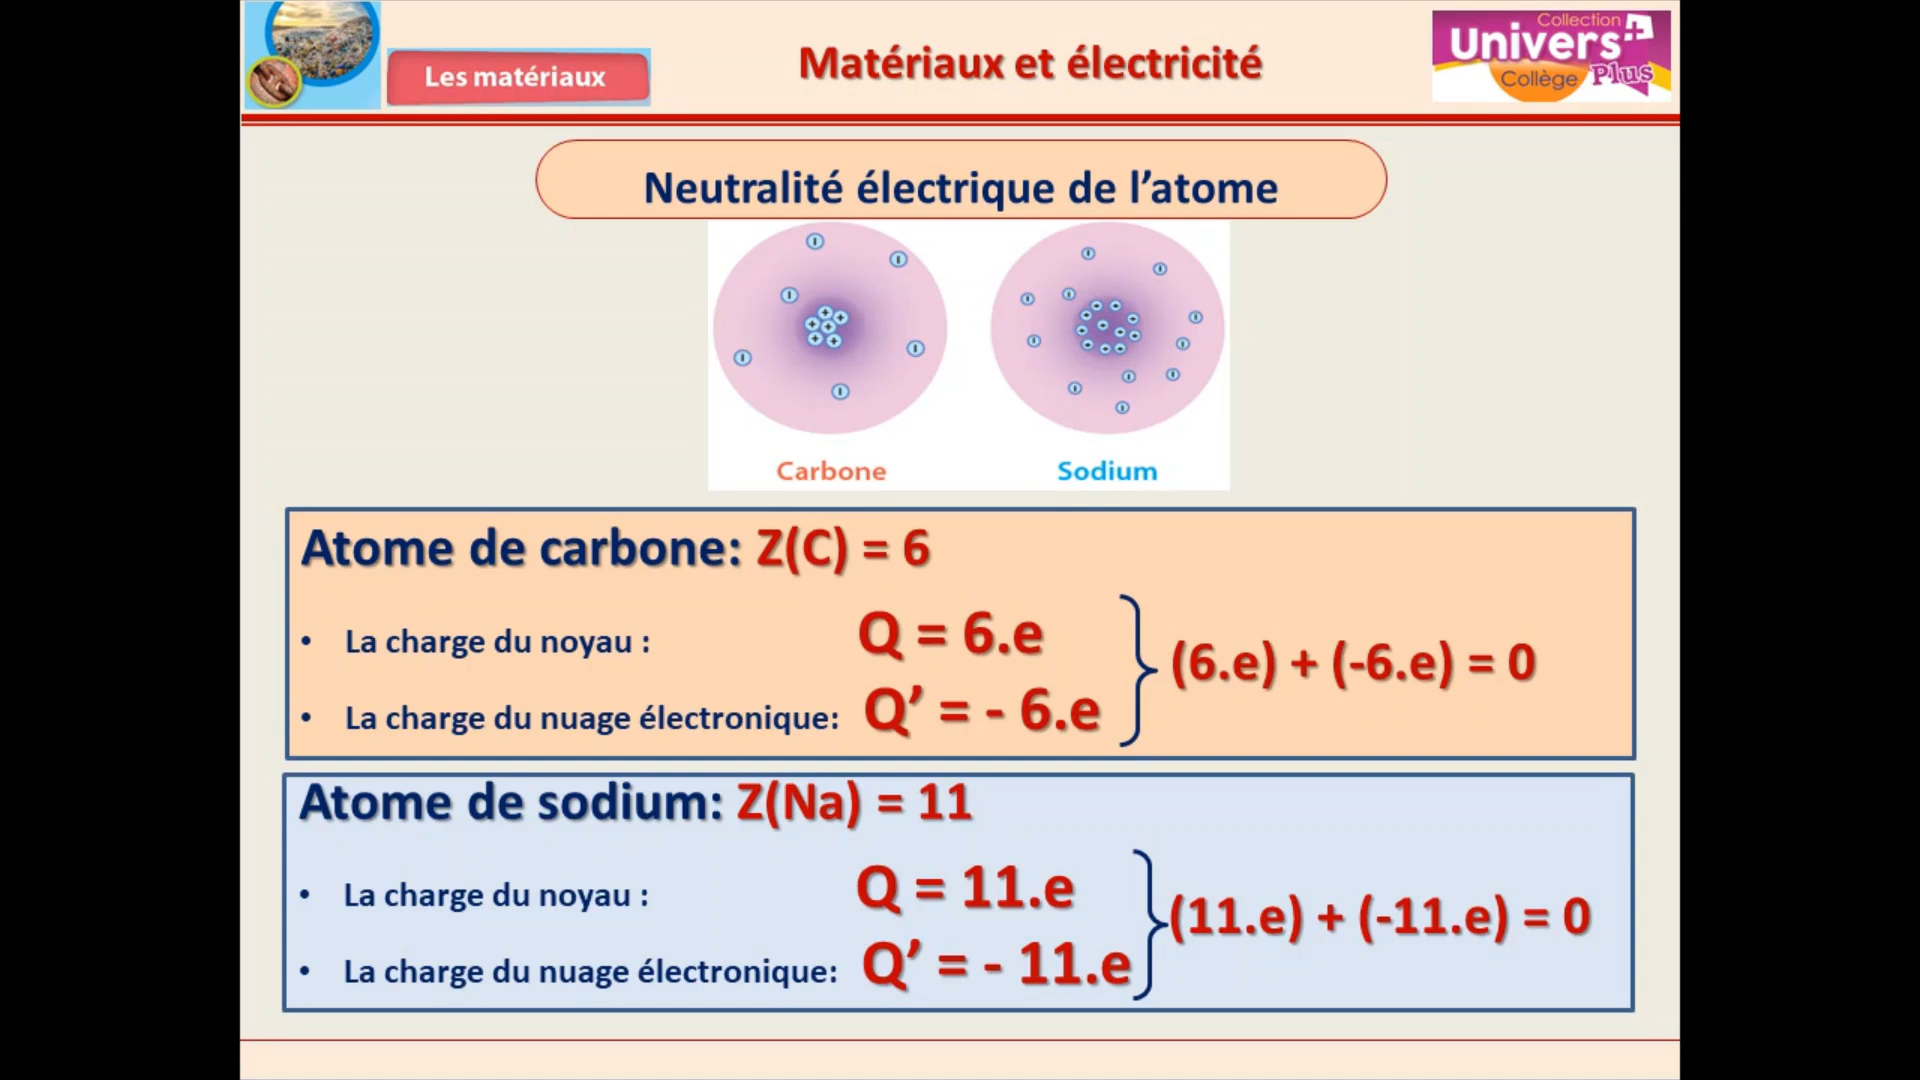 Les matériaux
Matériaux et électricité
Collection
Univers+
Collège Plus
Neutralité électrique de l’atome
Carbone
Sodium
Atome de carbone: Z(C) = 6
• La charge du noyau : Q = 6.e
• La charge du nuage électronique: Q’ = - 6.e
(6.e) + (-6.e) = 0
Atome de sodium: Z(Na) = 11
• La charge du noyau : Q = 11.e
• La charge du nuage électronique: Q’ = - 11.e
(11.e) + (-11.e) = 0